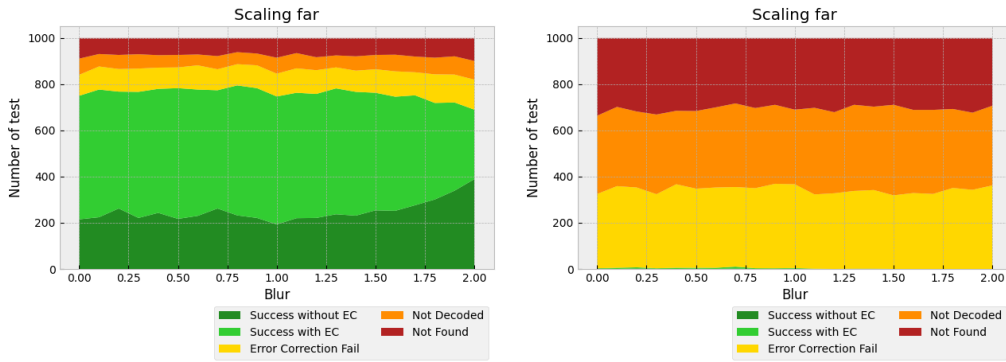 Scaling far
Number of test
1000
800
600
400
200
0
0.00 0.25 0.50 0.75 1.00 1.25 1.50 1.75 2.00
Blur
Success without EC
Success with EC
Error Correction Fail
Not Decoded
Not Found
Scaling far
Number of test
1000
800
600
400
200
0
0.00 0.25 0.50 0.75 1.00 1.25 1.50 1.75 2.00
Blur
Success without EC
Success with EC
Error Correction Fail
Not Decoded
Not Found